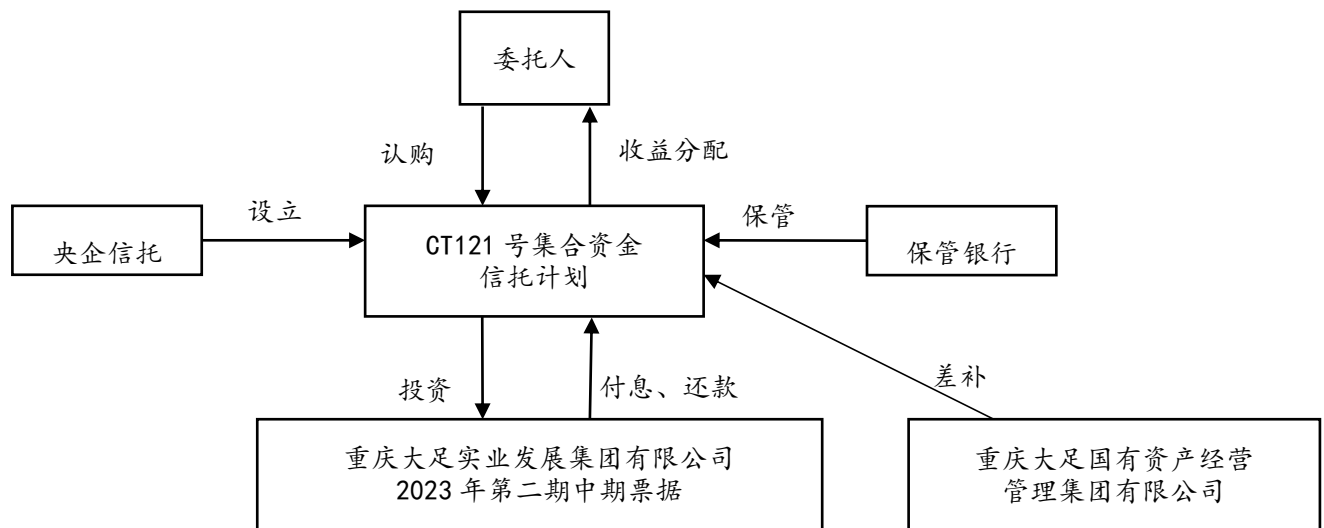 委托人
认购
收益分配
设立
保管
央企信托
CT121 号集合资金
信托计划
保管银行
投资
付息、还款
差补
重庆大足实业发展集团有限公司
2023 年第二期中期票据
重庆大足国有资产经营
管理集团有限公司